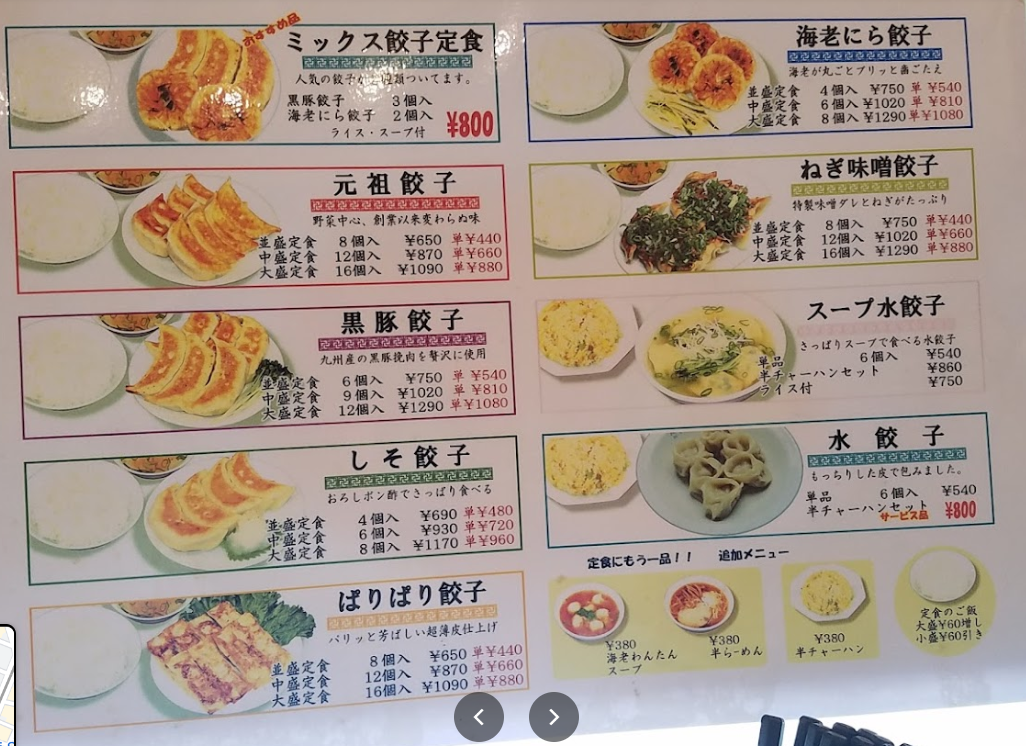 おすすめ品
ミックス餃子定食
人気の餃子が二種類ついてます。
黒豚餃子 3個入
海老にら餃子 2個入
ライス・スープ付 ¥800
元祖餃子
野菜中心、創業以来変わらぬ味
並盛定食 8個入 ¥650 単¥440
中盛定食 12個入 ¥870 単¥660
大盛定食 16個入 ¥1090 単¥880
黒豚餃子
九州産の黒豚挽肉を贅沢に使用
並盛定食 6個入 ¥750 単¥540
中盛定食 9個入 ¥1020 単¥810
大盛定食 12個入 ¥1290 単¥1080
しそ餃子
おろしポン酢でさっぱり食べる
並盛定食 4個入 ¥690 単¥480
中盛定食 6個入 ¥930 単¥720
大盛定食 8個入 ¥1170 単¥960
ぱりぱり餃子
パリッと芳ばしい超薄皮仕上げ
並盛定食 8個入 ¥650 単¥440
中盛定食 12個入 ¥870 単¥660
大盛定食 16個入 ¥1090 単¥880
海老にら餃子
海老が丸ごとプリッと歯ごたえ
並盛定食 4個入 ¥750 単¥540
中盛定食 6個入 ¥1020 単¥810
大盛定食 8個入 ¥1290 単¥1080
ねぎ味噌餃子
特製味噌ダレとねぎがたっぷり
並盛定食 8個入 ¥750 単¥440
中盛定食 12個入 ¥1020 単¥660
大盛定食 16個入 ¥1290 単¥880
スープ水餃子
さっぱりスープで食べる水餃子
単品 6個入 ¥540
半チャーハンセット ¥860
ライス付 ¥750
水餃子
もっちりした皮で包みました。
単品 6個入 ¥540
半チャーハンセット サービス品 ¥800
定食にもう一品！！ 追加メニュー
¥380
海老わんたん
スープ
¥380
半らーめん
¥380
半チャーハン
定食のご飯
大盛¥60増し
小盛¥60引き